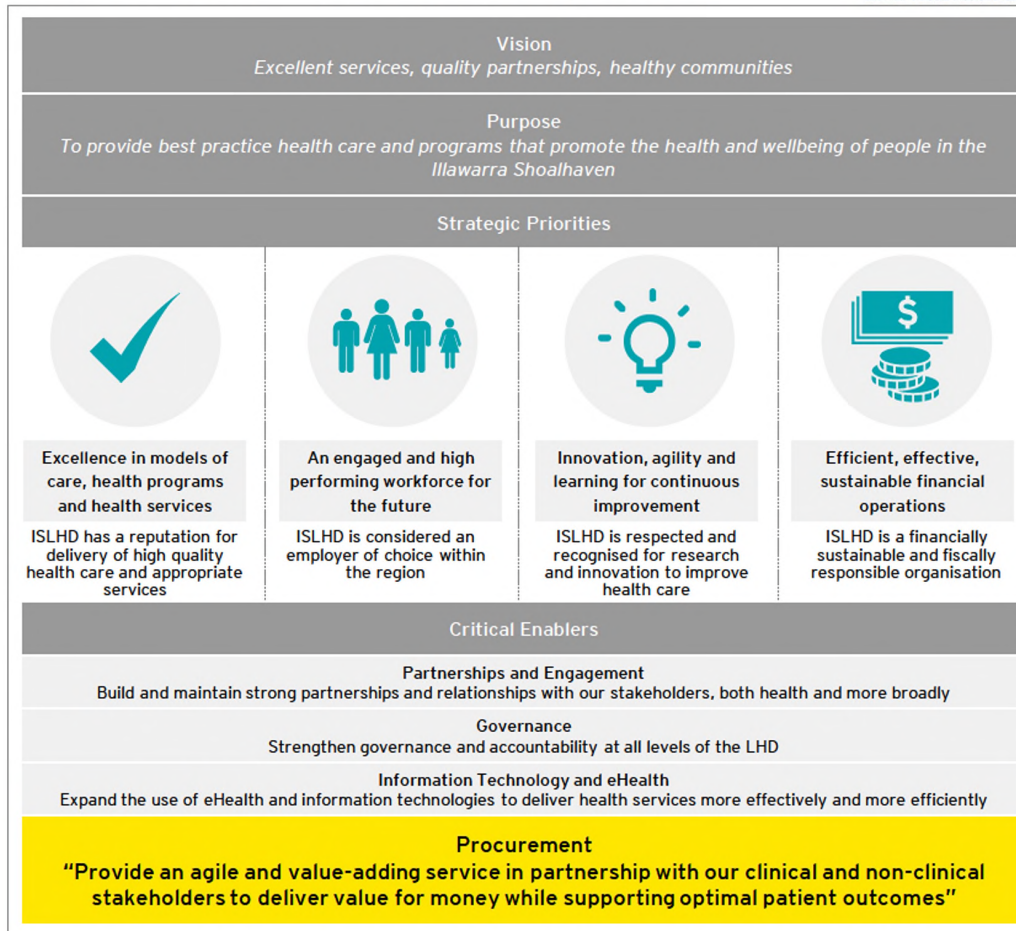 Vision
Excellent services, quality partnerships, healthy communities
Purpose
To provide best practice health care and programs that promote the health and wellbeing of people in the
Illawarra Shoalhaven
Strategic Priorities
$
Excellence in models of
care, health programs
and health services
ISLHD has a reputation for
delivery of high quality
health care and appropriate
services
An engaged and high
performing workforce for
the future
ISLHD is considered an
employer of choice within
the region
Innovation, agility and
learning for continuous
improvement
ISLHD is respected and
recognised for research
and innovation to improve
health care
Efficient, effective,
sustainable financial
operations
ISLHD is a financially
sustainable and fiscally
responsible organisation
Critical Enablers
Partnerships and Engagement
Build and maintain strong partnerships and relationships with our stakeholders, both health and more broadly
Governance
Strengthen governance and accountability at all levels of the LHD
Information Technology and eHealth
Expand the use of eHealth and information technologies to deliver health services more effectively and more efficiently
Procurement
“Provide an agile and value-adding service in partnership with our clinical and non-clinical
stakeholders to deliver value for money while supporting optimal patient outcomes”